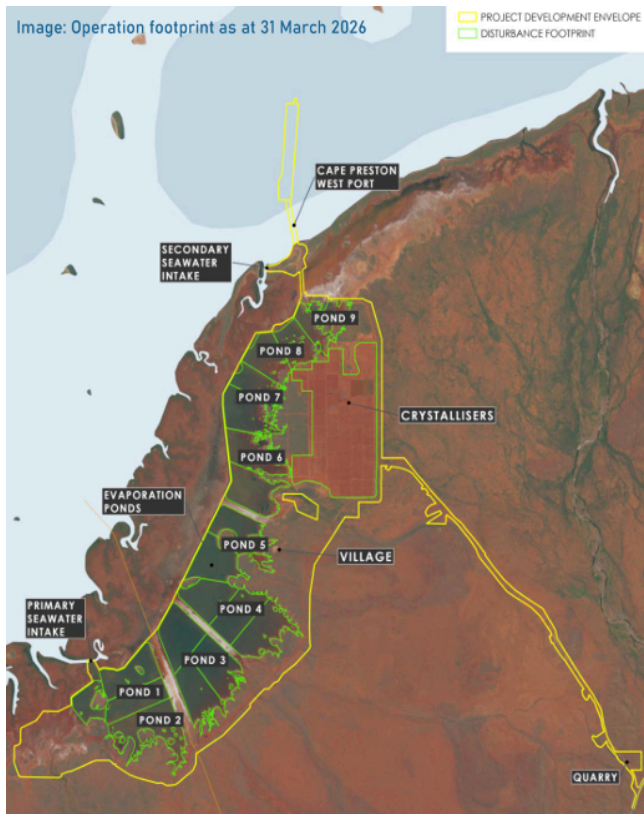 Image: Operation footprint as at 31 March 2026
PROJECT DEVELOPMENT ENVELOPE
DISTURBANCE FOOTPRINT
CAPE PRESTON
WEST PORT
SECONDARY
SEAWATER
INTAKE
POND 9
POND 8
POND 7
CRYSTALLISERS
POND 6
EVAPORATION
PONDS
POND 5
VILLAGE
PRIMARY
SEAWATER
INTAKE
POND 4
POND 3
POND 1
POND 2
QUARRY